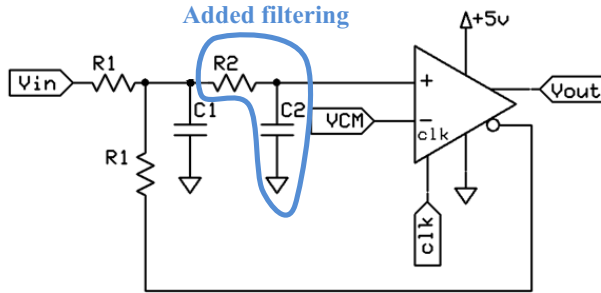 Added filtering
+5v
Vin
R1
R2
+
Vout
C1
C2
VCM
-
clk
R1
clk